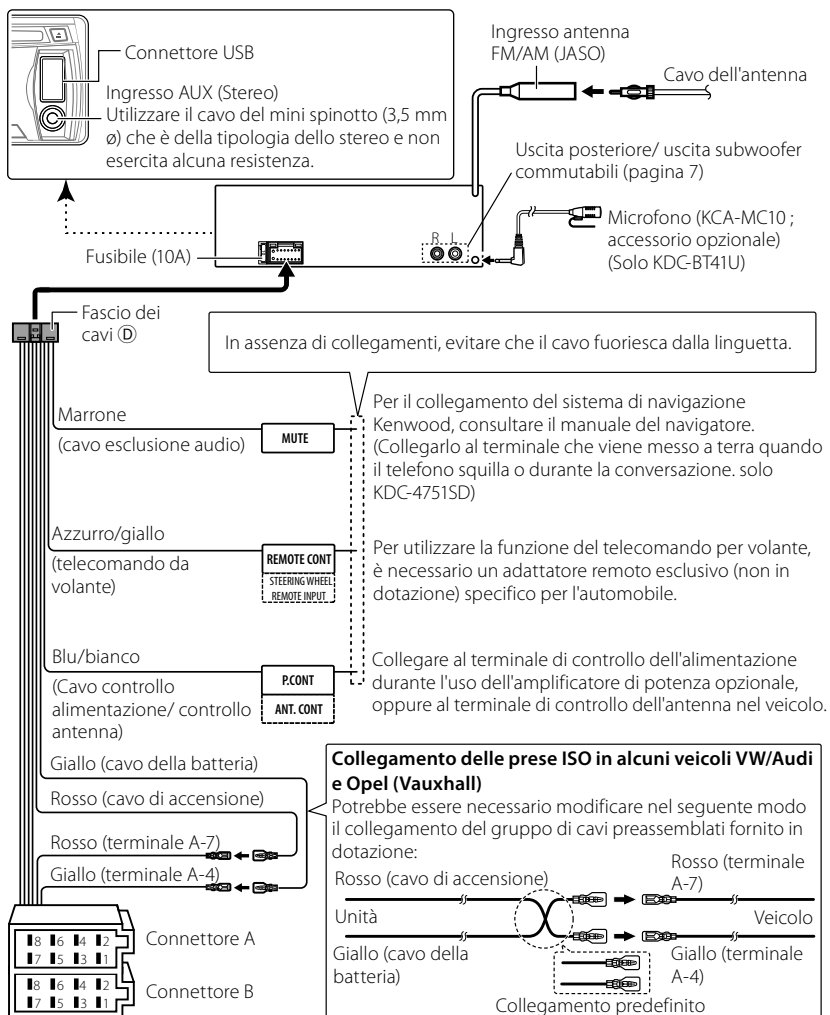 Connettore USB
Ingresso AUX (Stereo)
Utilizzare il cavo del mini spinotto (3,5 mm
ø) che è della tipologia dello stereo e non
esercita alcuna resistenza.
Ingresso antenna
FM/AM (JASO)
Cavo dell'antenna
Uscita posteriore/ uscita subwoofer
commutabili (pagina 7)
R L
Microfono (KCA-MC10 ;
accessorio opzionale)
(Solo KDC-BT41U)
Fusibile (10A)
Fascio dei
cavi Ⓓ
In assenza di collegamenti, evitare che il cavo fuoriesca dalla linguetta.
Marrone
(cavo esclusione audio)
MUTE
Per il collegamento del sistema di navigazione
Kenwood, consultare il manuale del navigatore.
(Collegarlo al terminale che viene messo a terra quando
il telefono squilla o durante la conversazione. solo
KDC-4751SD)
Azzurro/giallo
(telecomando da
volante)
REMOTE CONT
STEERING WHEEL
REMOTE INPUT
Per utilizzare la funzione del telecomando per volante,
è necessario un adattatore remoto esclusivo (non in
dotazione) specifico per l'automobile.
Blu/bianco
(Cavo controllo
alimentazione/ controllo
antenna)
P.CONT
ANT. CONT
Collegare al terminale di controllo dell'alimentazione
durante l'uso dell'amplificatore di potenza opzionale,
oppure al terminale di controllo dell'antenna nel veicolo.
Giallo (cavo della batteria)
Rosso (cavo di accensione)
Rosso (terminale A-7)
Giallo (terminale A-4)
8 6 4 2
7 5 3 1
Connettore A
8 6 4 2
7 5 3 1
Connettore B
Collegamento delle prese ISO in alcuni veicoli VW/Audi
e Opel (Vauxhall)
Potrebbe essere necessario modificare nel seguente modo
il collegamento del gruppo di cavi preassemblati fornito in
dotazione:
Rosso (cavo di accensione)
Rosso (terminale
A-7)
Unità
Veicolo
Giallo (cavo della
batteria)
Giallo (terminale
A-4)
Collegamento predefinito